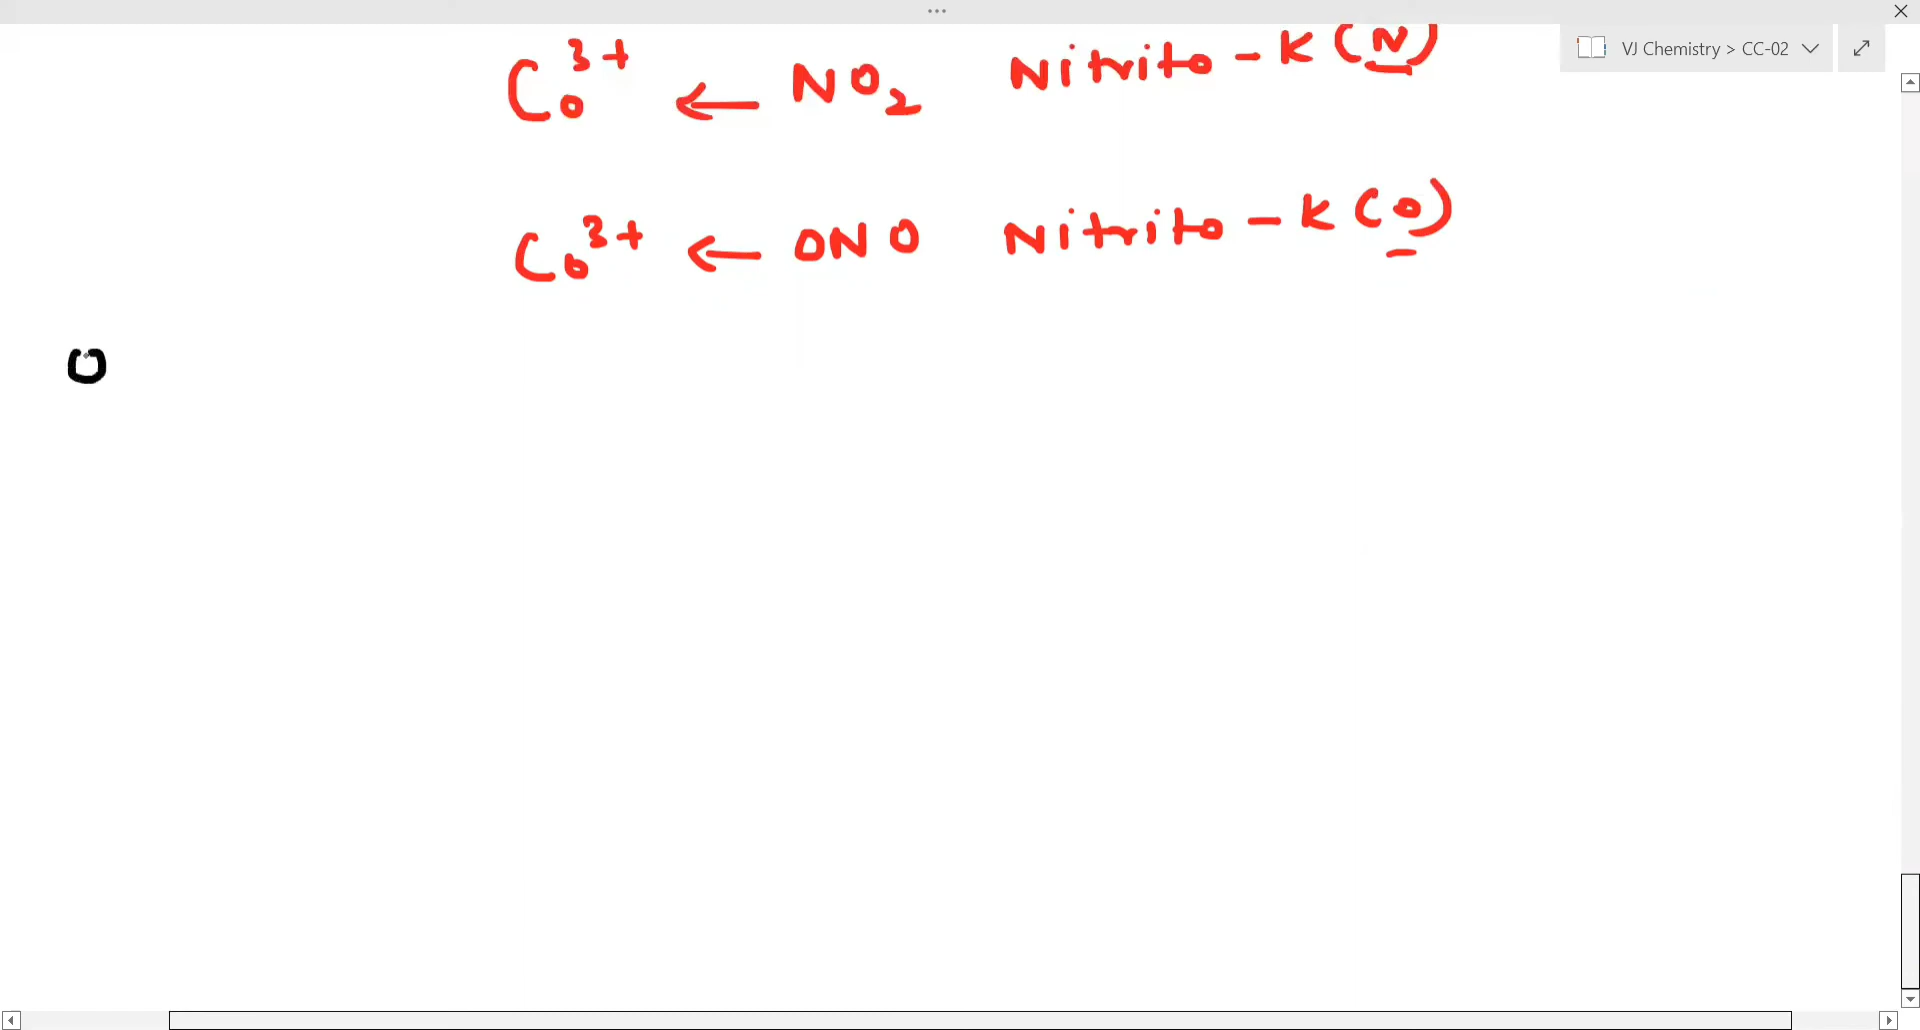 VJ Chemistry > CC-02
Co³⁺ ← NO₂ Nitrito - K (N)
Co³⁺ ← ONO Nitrito - K (O)